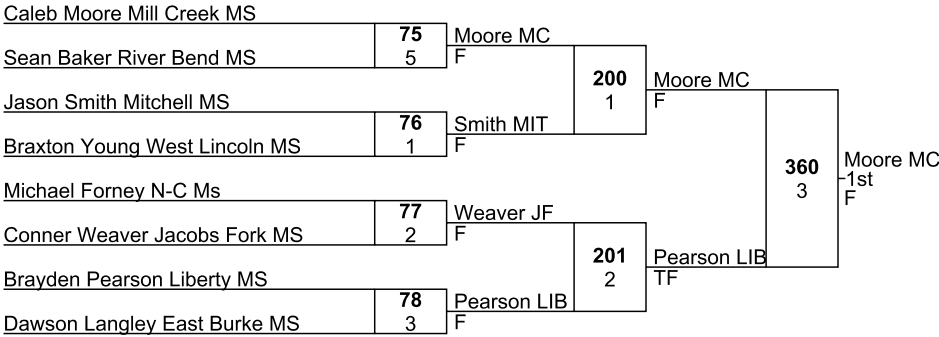 Caleb Moore Mill Creek MS
75
Moore MC
Sean Baker River Bend MS
5
F
200
Moore MC
Jason Smith Mitchell MS
1
F
76
Smith MIT
Braxton Young West Lincoln MS
1
F
360
Moore MC
1st
Michael Forney N-C Ms
3
F
77
Weaver JF
Conner Weaver Jacobs Fork MS
2
F
201
Pearson LIB
Brayden Pearson Liberty MS
2
TF
78
Pearson LIB
Dawson Langley East Burke MS
3
F